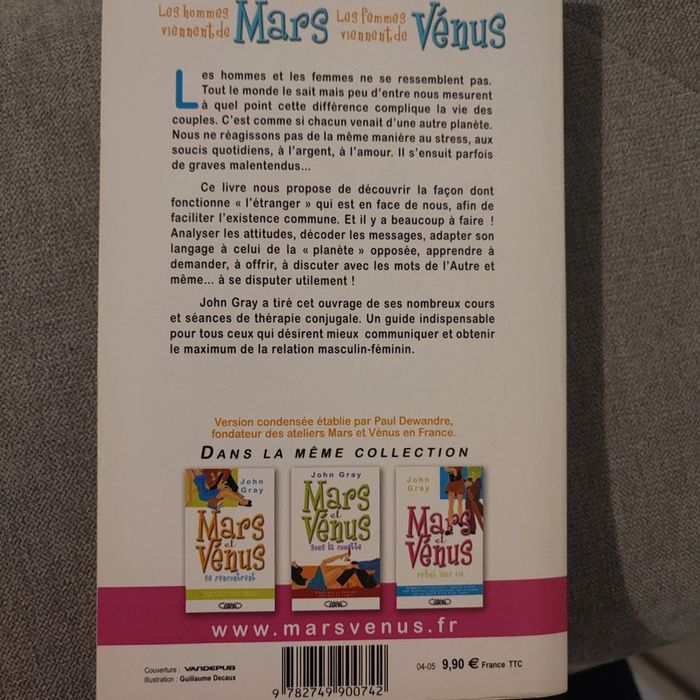 Les hommes viennent de Mars Les femmes viennent de Vénus
Les hommes et les femmes ne se ressemblent pas.
Tout le monde le sait mais peu d'entre nous mesurent
à quel point cette différence complique la vie des
couples. C'est comme si chacun venait d'une autre planète.
Nous ne réagissons pas de la même manière au stress, aux
soucis quotidiens, à l'argent, à l'amour. Il s'ensuit parfois
de graves malentendus...
Ce livre nous propose de découvrir la façon dont
fonctionne « l'étranger » qui est en face de nous, afin de
faciliter l'existence commune. Et il y a beaucoup à faire !
Analyser les attitudes, décoder les messages, adapter son
langage à celui de la « planète » opposée, apprendre à
demander, à offrir, à discuter avec les mots de l'Autre et
même... à se disputer utilement !
John Gray a tiré cet ouvrage de ses nombreux cours
et séances de thérapie conjugale. Un guide indispensable
pour tous ceux qui désirent mieux communiquer et obtenir
le maximum de la relation masculin-féminin.
Version condensée établie par Paul Dewandre,
fondateur des ateliers Mars et Vénus en France.
DANS LA MÊME COLLECTION
John Gray
Mars et Vénus
se rencontrent
John Gray
Mars et Vénus
sous la couette
John Gray
Mars et Vénus
refont leur vie
www.marsvenus.fr
Couverture : VANDEPUB
Illustration : Guillaume Decaux
9 782749 900742
04-05 9,90 € France TTC